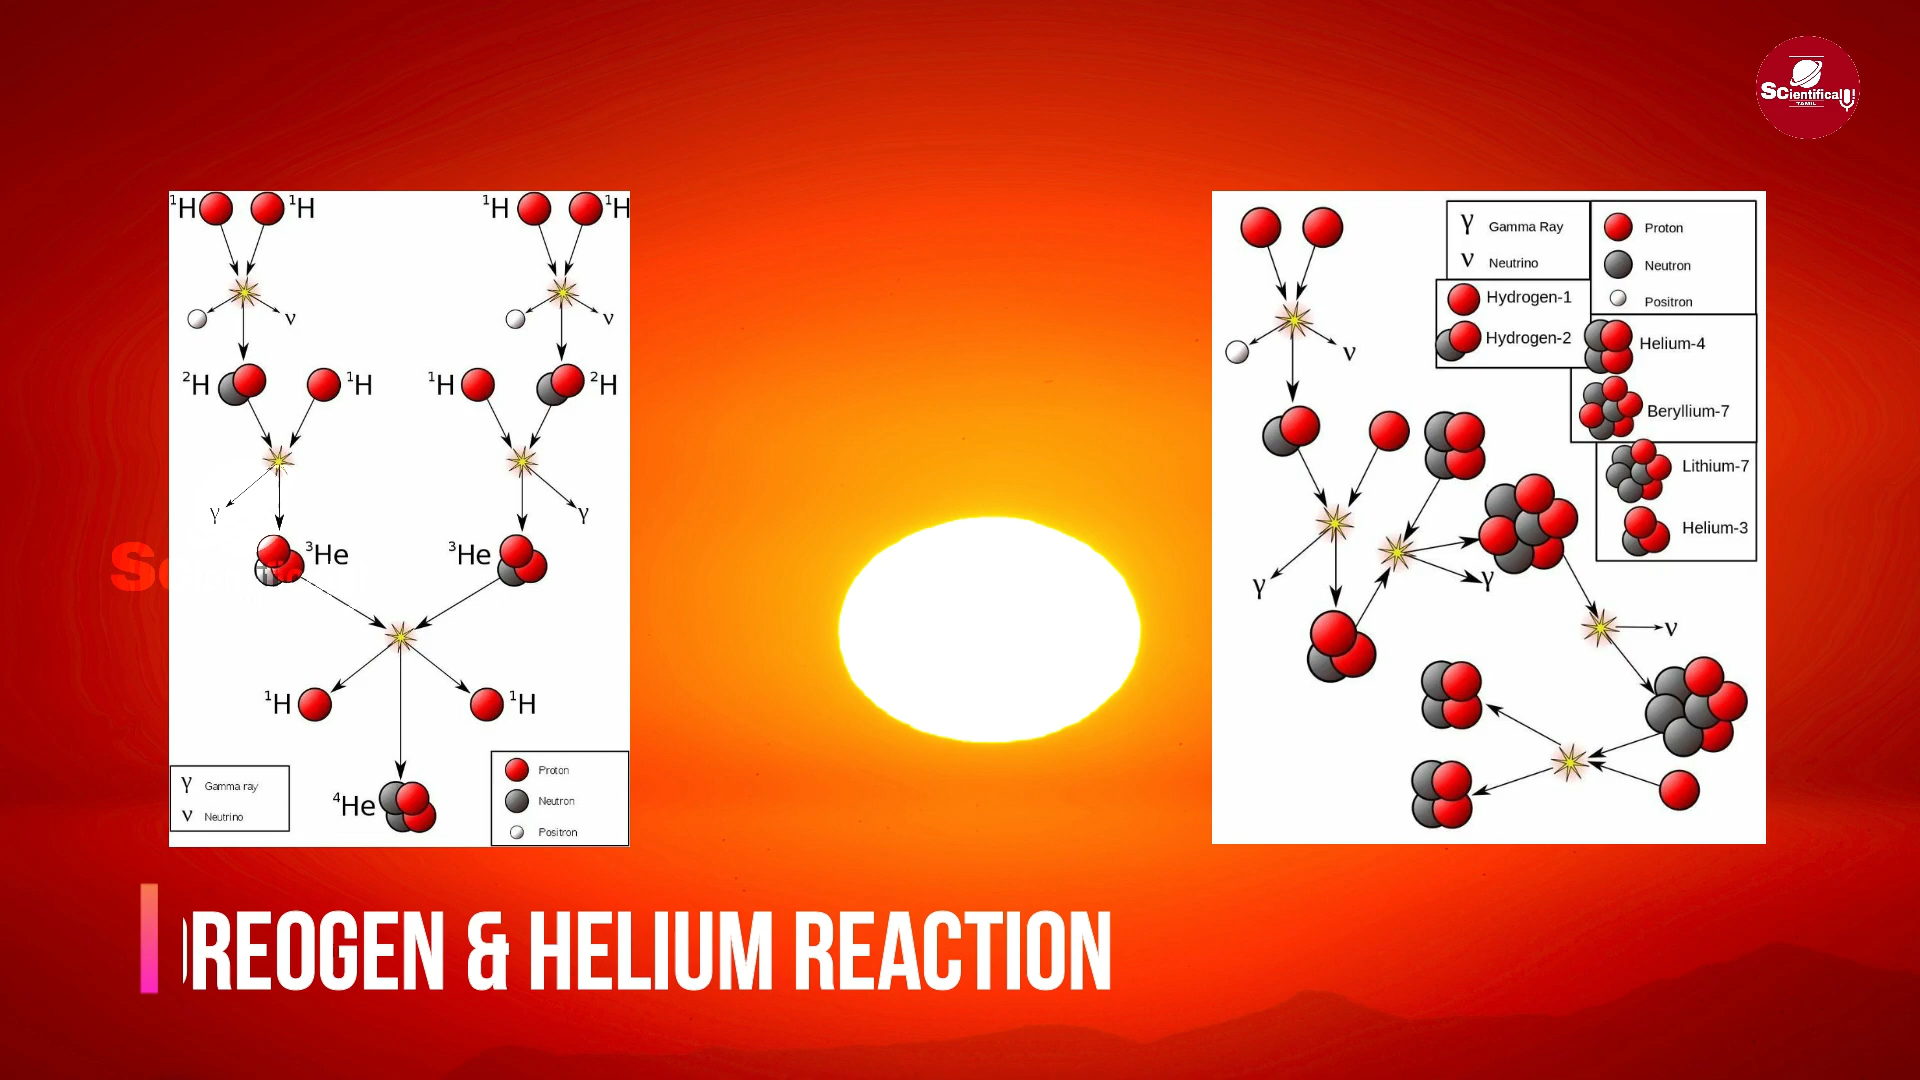 SCientifically
TAMIL
¹H ¹H ¹H ¹H
ν ν
²H ¹H ¹H ²H
γ γ
³He ³He
¹H ¹H
⁴He
γ Gamma ray
ν Neutrino
Proton
Neutron
Positron
γ Gamma Ray
ν Neutrino
Proton
Neutron
Positron
Hydrogen-1
Hydrogen-2
Helium-4
Beryllium-7
Lithium-7
Helium-3
ν
γ
γ
ν
REOGEN & HELIUM REACTION